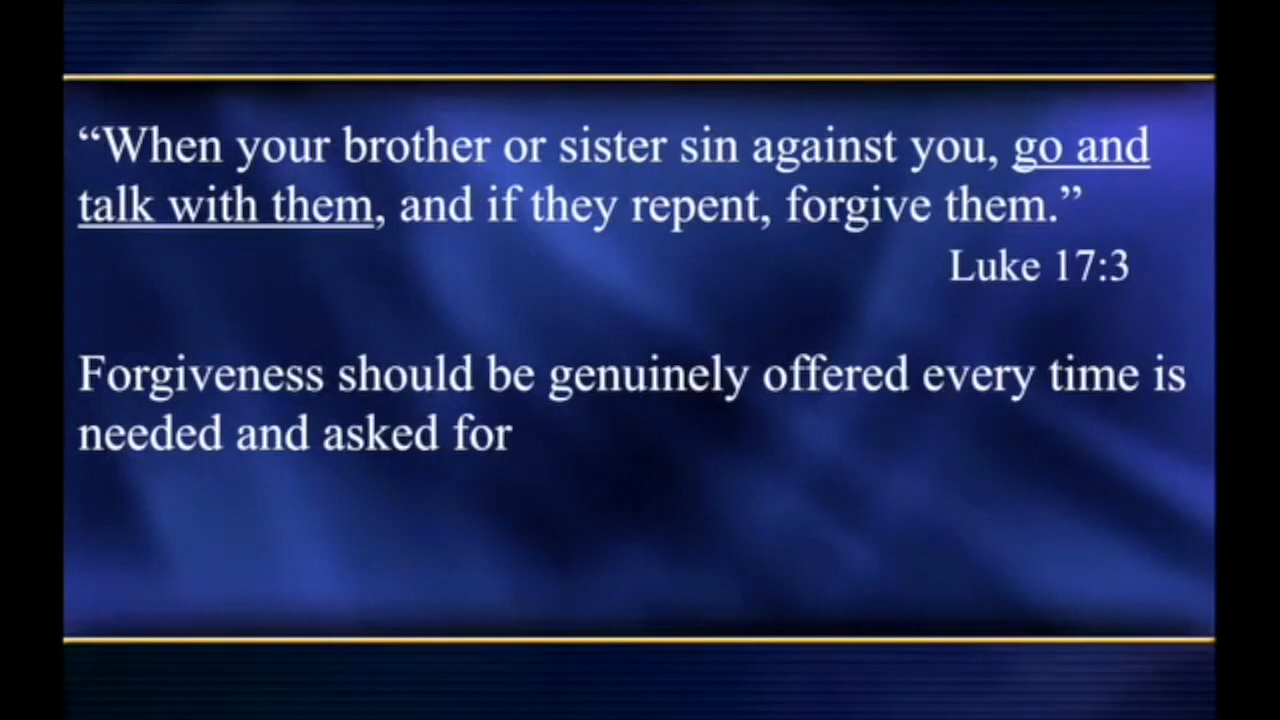 “When your brother or sister sin against you, go and
talk with them, and if they repent, forgive them.”
Luke 17:3
Forgiveness should be genuinely offered every time is
needed and asked for